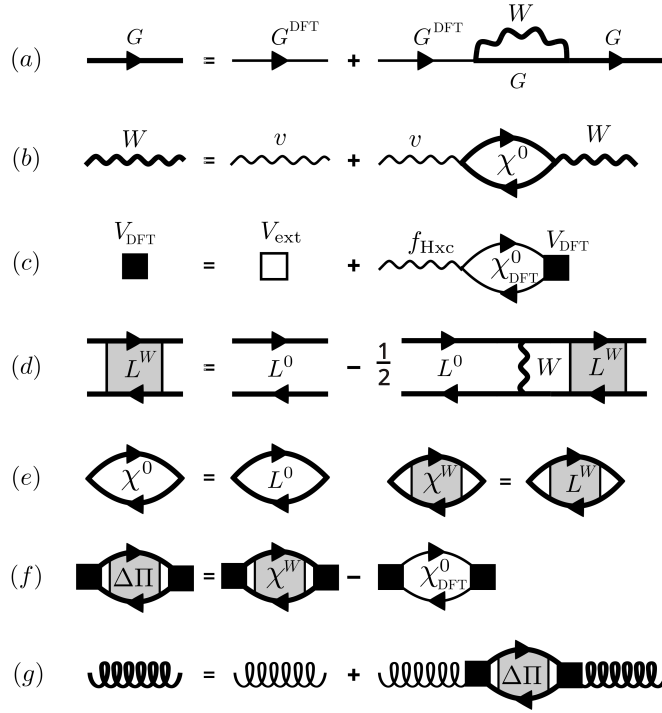 (a) G = G^DFT + G^DFT W G G
(b) W = v + v χ^0 W
(c) V_DFT = V_ext + f_Hxc χ^0_DFT V_DFT
(d) L^W = L^0 − 1/2 L^0 W L^W
(e) χ^0 = L^0 χ^W = L^W
(f) ΔΠ = χ^W − χ^0_DFT
(g) = + ΔΠ